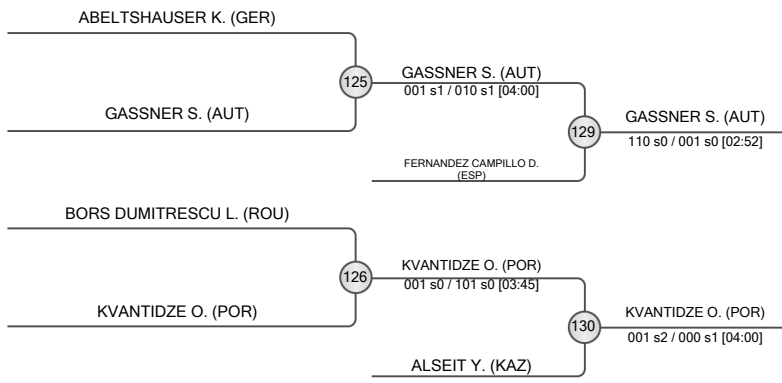 ABELTSHAUSER K. (GER)
125
GASSNER S. (AUT)
001 s1 / 010 s1 [04:00]
GASSNER S. (AUT)
129
GASSNER S. (AUT)
110 s0 / 001 s0 [02:52]
FERNANDEZ CAMPILLO D.
(ESP)
BORS DUMITRESCU L. (ROU)
126
KVANTIDZE O. (POR)
001 s0 / 101 s0 [03:45]
KVANTIDZE O. (POR)
130
KVANTIDZE O. (POR)
001 s2 / 000 s1 [04:00]
ALSEIT Y. (KAZ)